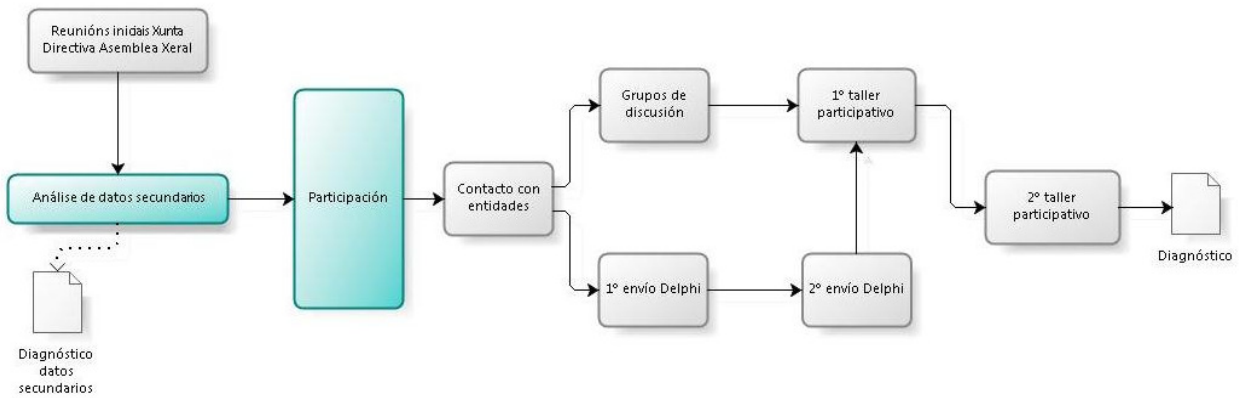 Reunións iniciais Xunta
Directiva Asemblea Xeral
Análise de datos secundarios
Diagnóstico
datos
secundarios
Participación
Contacto con
entidades
Grupos de
discusión
1º envío Delphi
1º taller
participativo
2º envío Delphi
2º taller
participativo
Diagnóstico